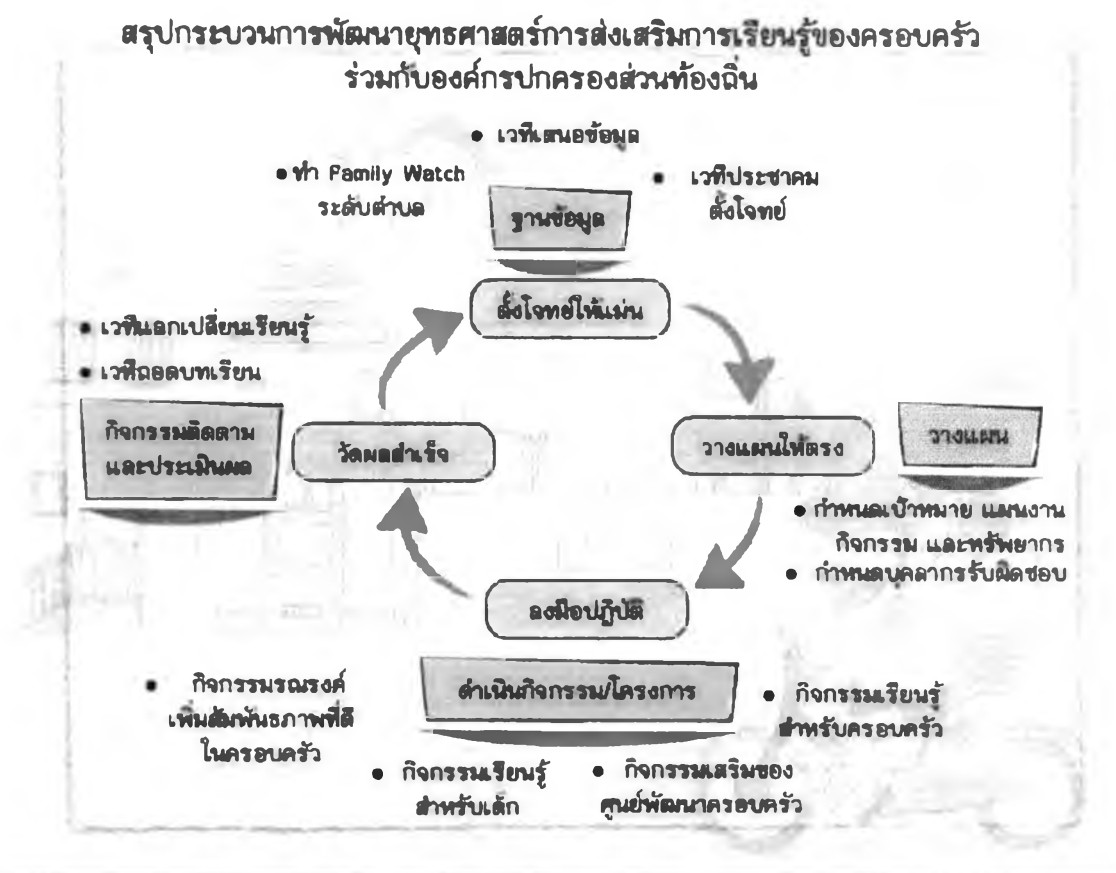 สรุปกระบวนการพัฒนายุทธศาสตร์การส่งเสริมการเรียนรู้ของครอบครัว
ร่วมกับองค์กรปกครองส่วนท้องถิ่น
● เวทีเสนอข้อมูล
● ทำ Family Watch
ระดับตำบล
● เวทีประชาคม
ตั้งโจทย์
ฐานข้อมูล
ตั้งโจทย์ให้แม่น
● เวทีแลกเปลี่ยนเรียนรู้
● เวทีถอดบทเรียน
กิจกรรมติดตาม
และประเมินผล
วัดผลสำเร็จ
วางแผนให้ตรง
วางแผน
● กำหนดเป้าหมาย แผนงาน
กิจกรรม และทรัพยากร
● กำหนดบุคลากรรับผิดชอบ
ลงมือปฏิบัติ
ดำเนินกิจกรรม/โครงการ
● กิจกรรมรณรงค์
เพิ่มสัมพันธภาพที่ดี
ในครอบครัว
● กิจกรรมเรียนรู้
สำหรับครอบครัว
● กิจกรรมเรียนรู้
สำหรับเด็ก
● กิจกรรมเสริมของ
ศูนย์พัฒนาครอบครัว